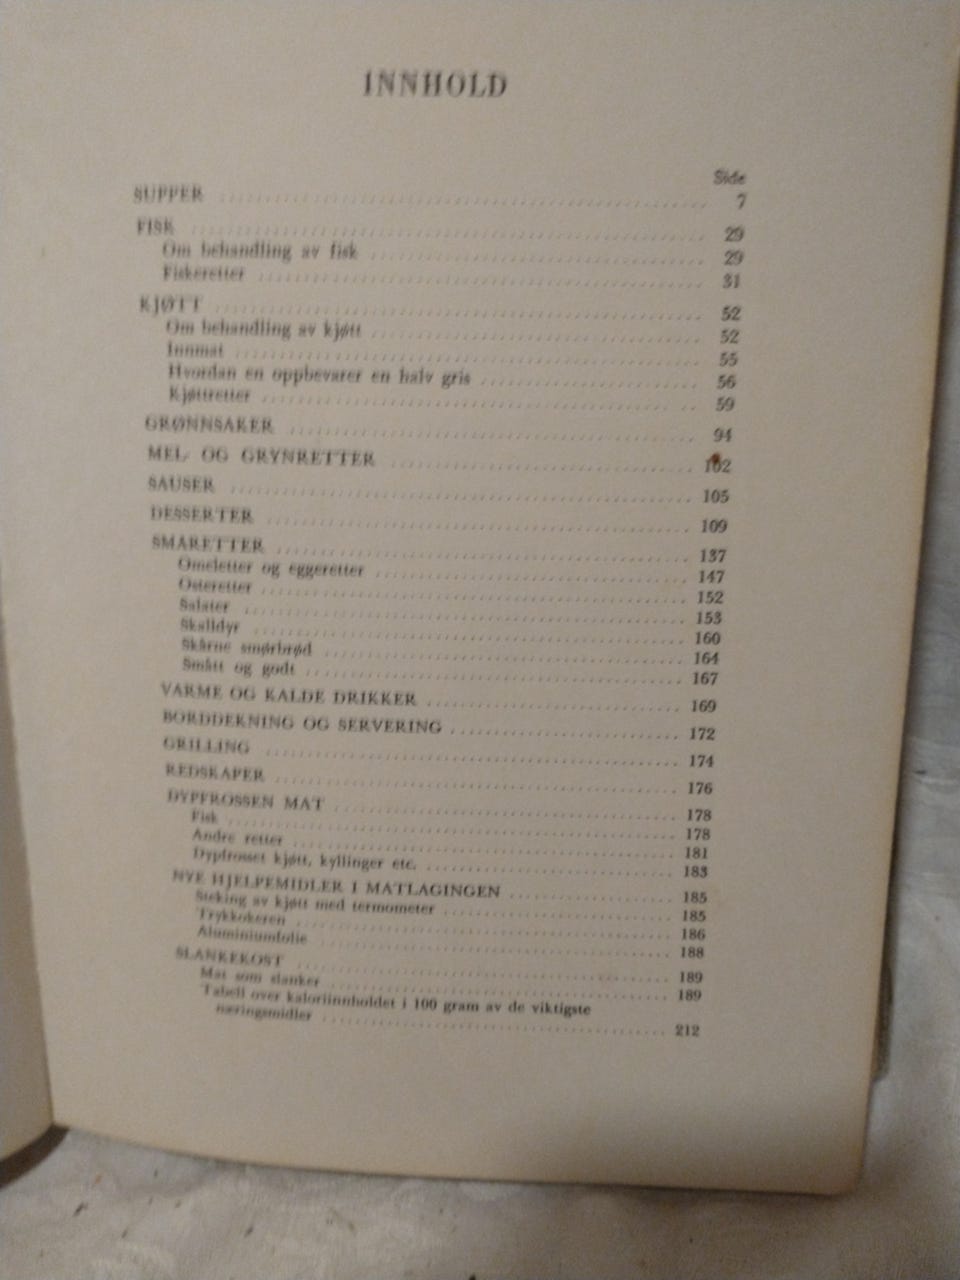 INNHOLD
Side
SUPPER 7
FISK 29
Om behandling av fisk 29
Fiskeretter 31
KJØTT 52
Om behandling av kjøtt 52
Innmat 55
Hvordan en oppbevarer en halv gris 56
Kjøttretter 59
GRØNNSAKER 94
MEL- OG GRYNRETTER 102
SAUSER 105
DESSERTER 109
SMÅRETTER 137
Omeletter og eggeretter 147
Osteretter 152
Salater 153
Skalldyr 160
Skårne smørbrød 164
Smått og godt 167
VARME OG KALDE DRIKKER 169
BORDDEKNING OG SERVERING 172
GRILLING 174
REDSKAPER 176
DYPFROSSEN MAT 178
Fisk 178
Andre retter 181
Dypfrosset kjøtt, kyllinger etc. 183
NYE HJELPEMIDLER I MATLAGINGEN 185
Steking av kjøtt med termometer 185
Trykkokeren 186
Aluminiumfolie 188
SLANKEKOST 189
Mat som slanker 189
Tabell over kaloriinnholdet i 100 gram av de viktigste
næringsmidler 212